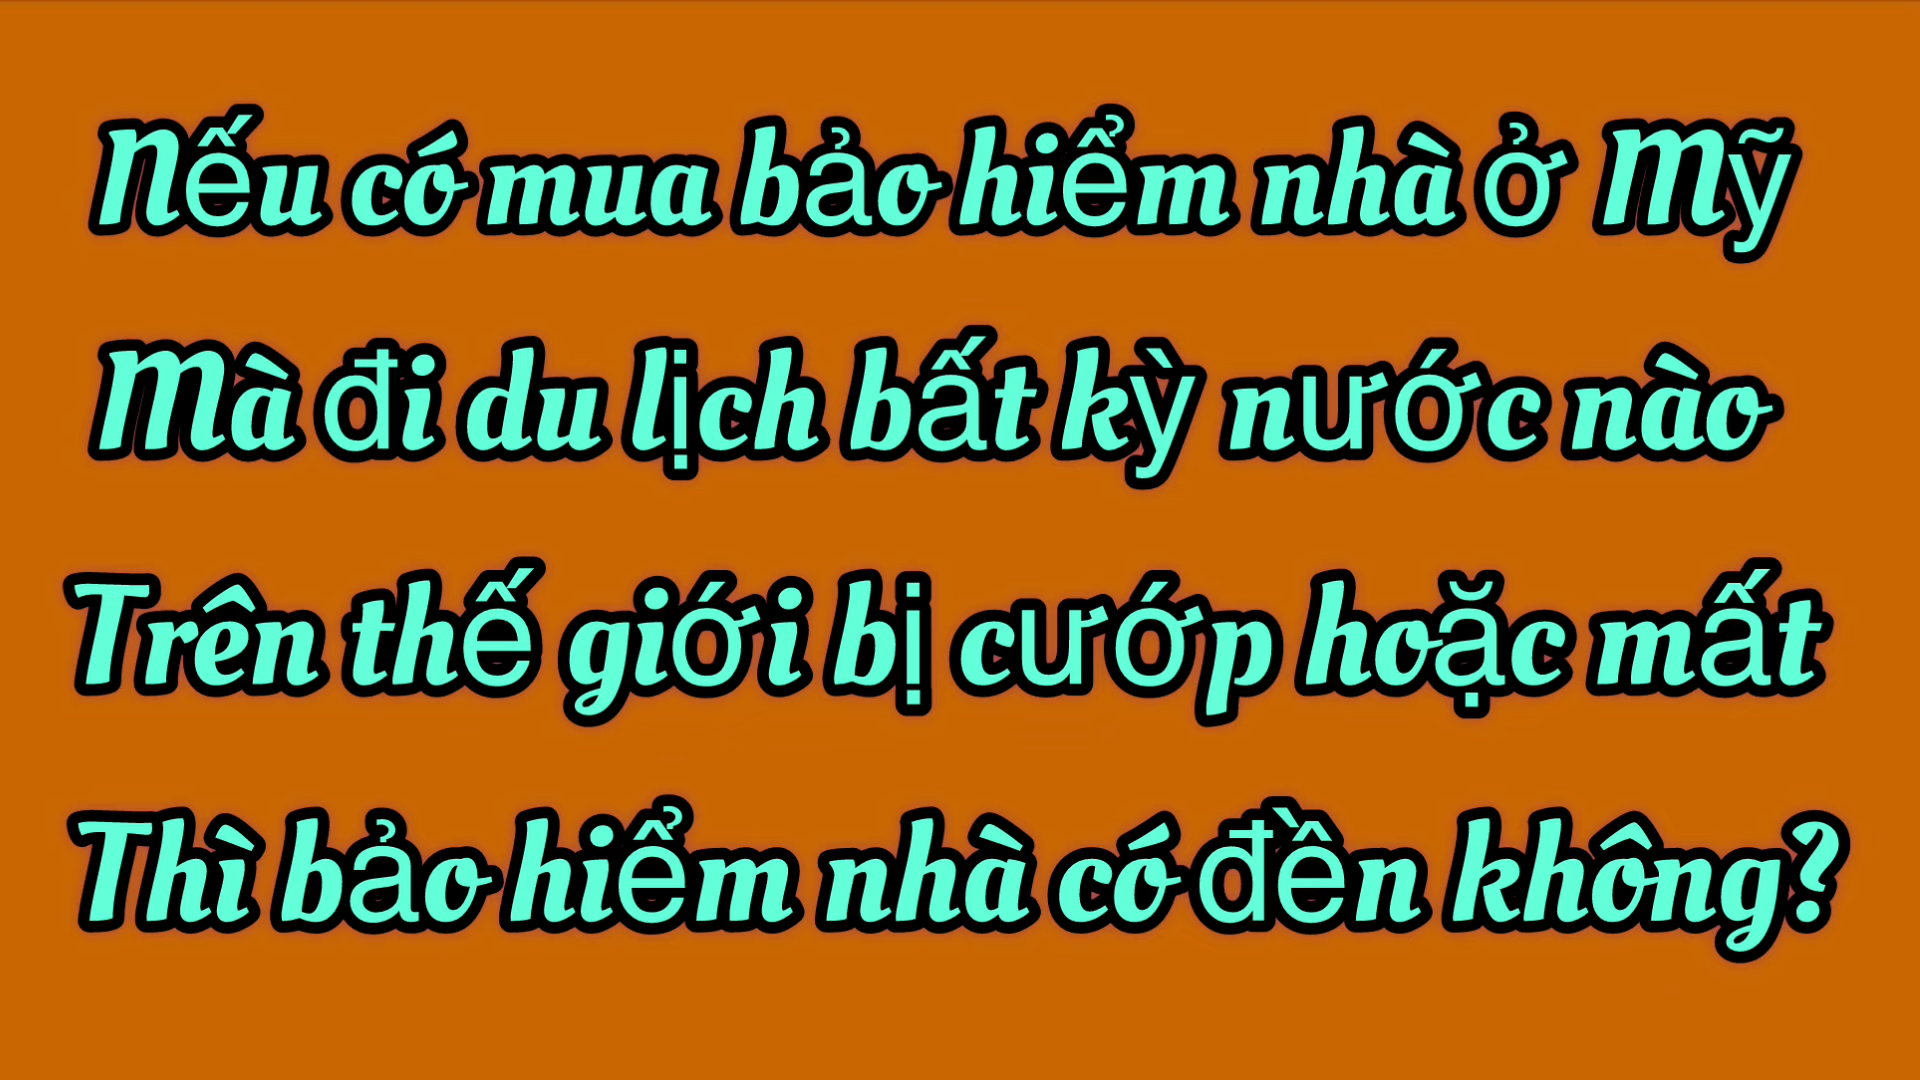 Nếu có mua bảo hiểm nhà ở Mỹ
Mà đi du lịch bất kỳ nước nào
Trên thế giới bị cướp hoặc mất
Thì bảo hiểm nhà có đền không?